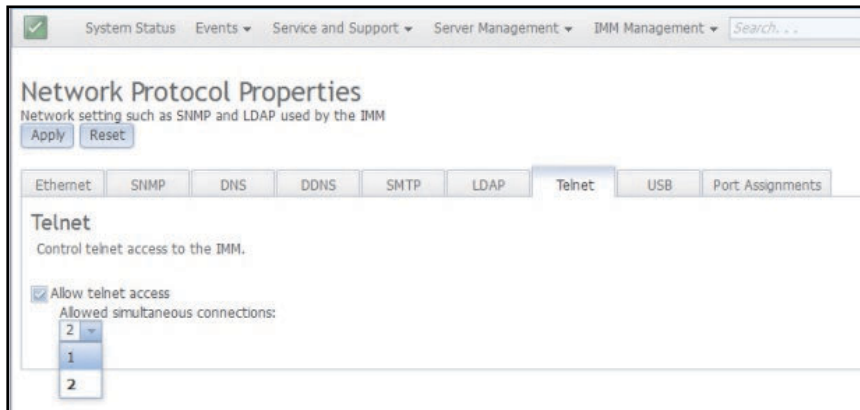 System Status Events Service and Support Server Management IMM Management Search. . .
Network Protocol Properties
Network setting such as SNMP and LDAP used by the IMM
Apply Reset
Ethernet SNMP DNS DDNS SMTP LDAP Telnet USB Port Assignments
Telnet
Control telnet access to the IMM.
Allow telnet access
Allowed simultaneous connections:
2
1
2